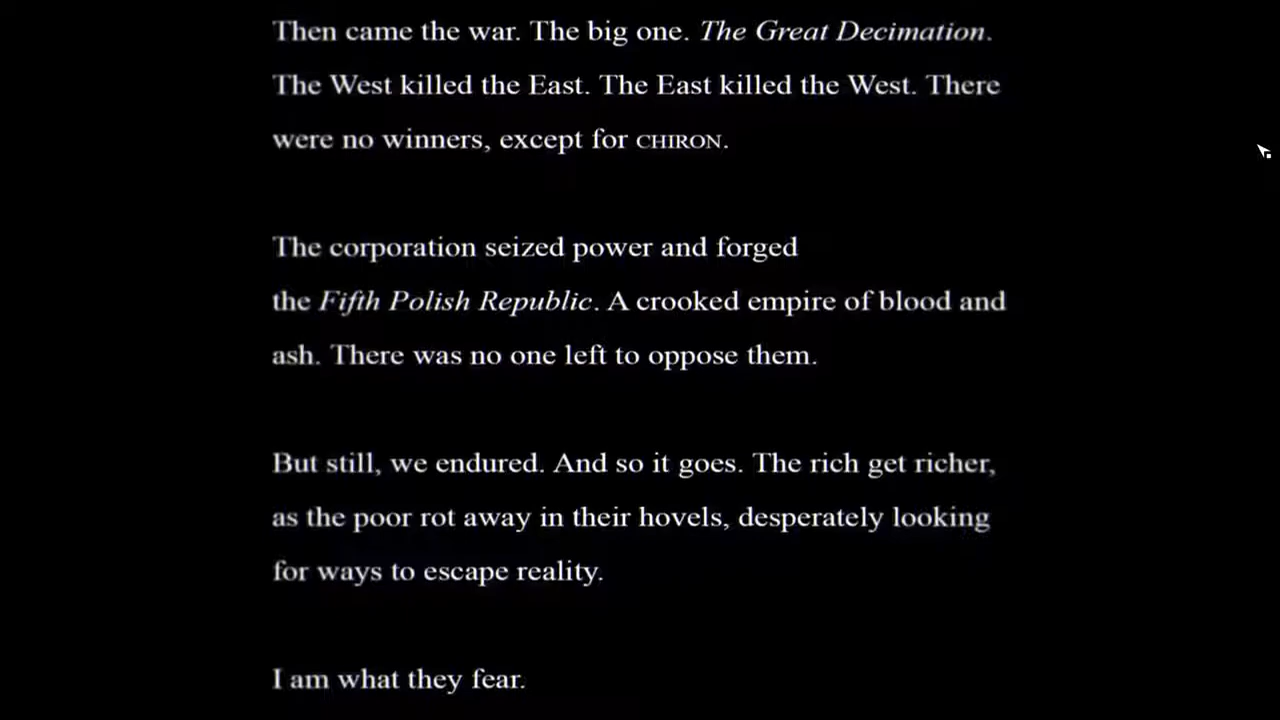 Then came the war. The big one. The Great Decimation.
The West killed the East. The East killed the West. There
were no winners, except for CHIRON.
The corporation seized power and forged
the Fifth Polish Republic. A crooked empire of blood and
ash. There was no one left to oppose them.
But still, we endured. And so it goes. The rich get richer,
as the poor rot away in their hovels, desperately looking
for ways to escape reality.
I am what they fear.